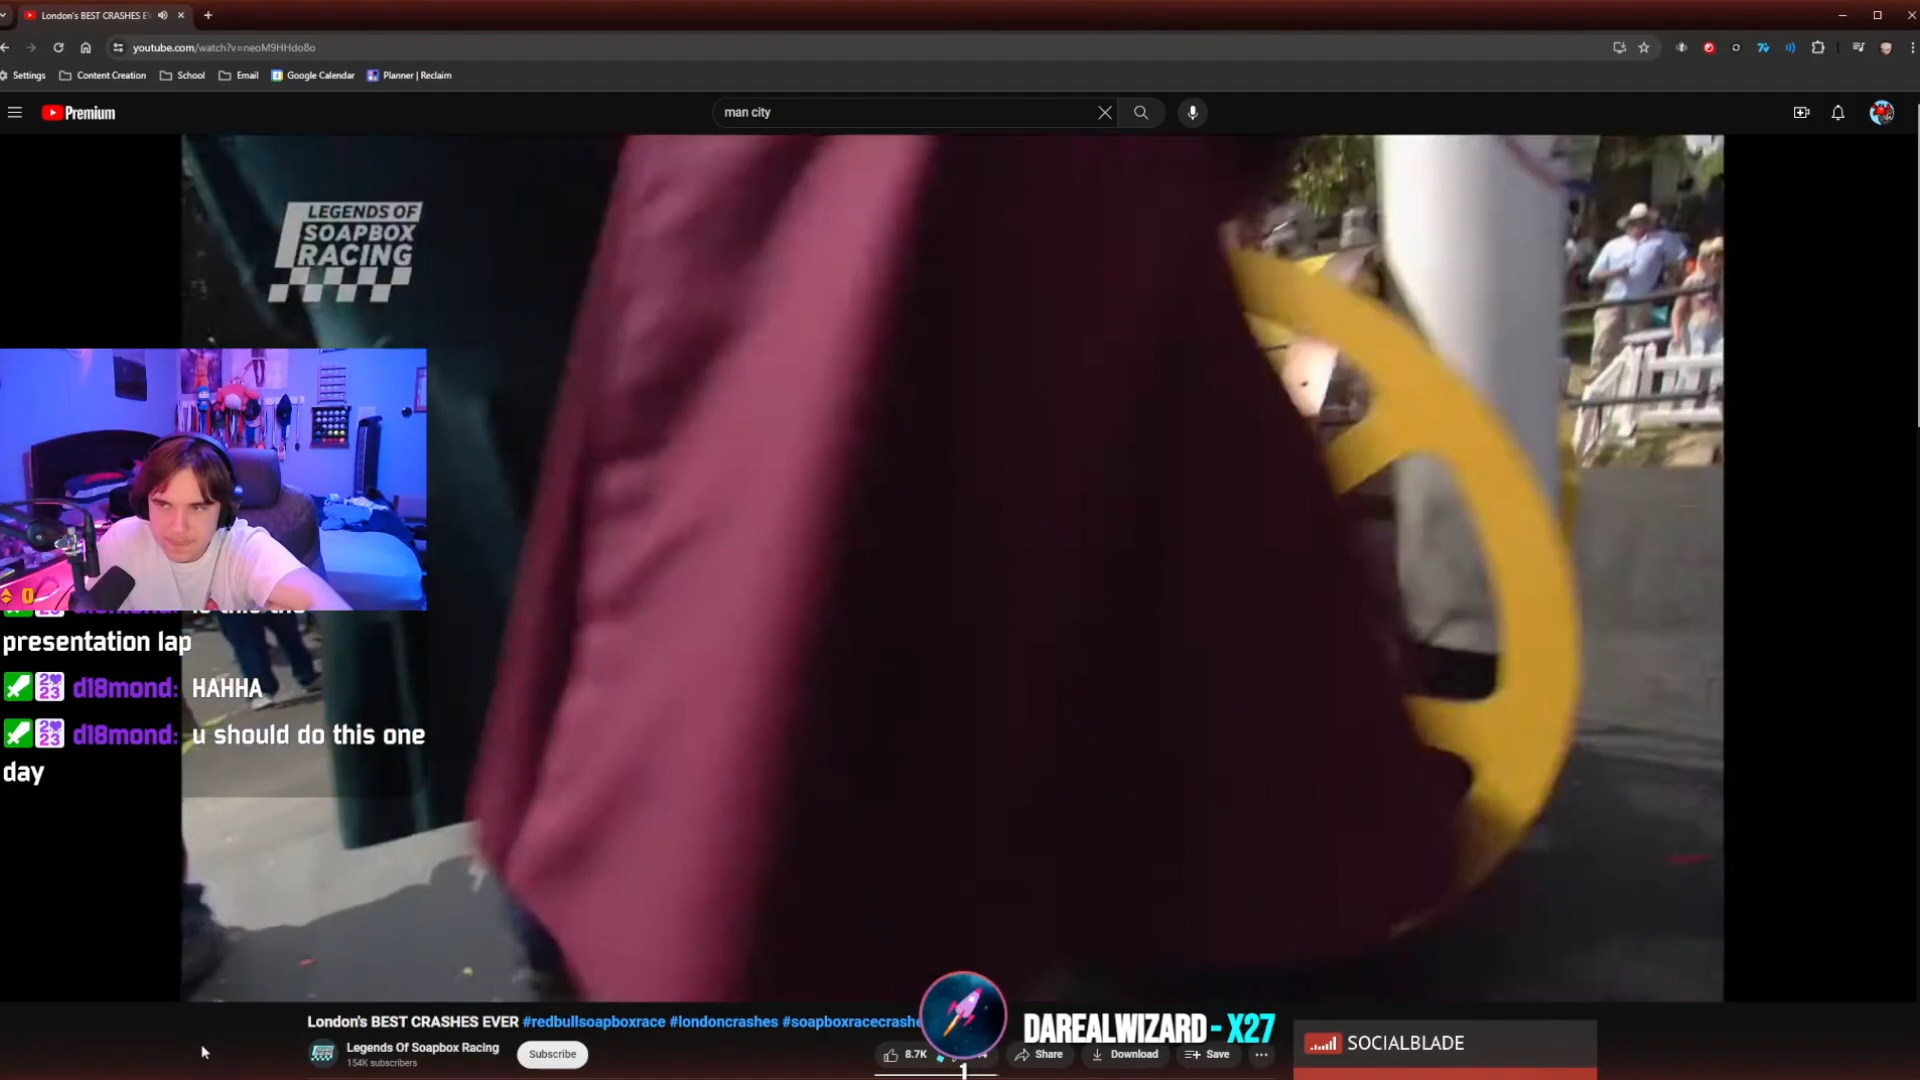 London's BEST CRASHES E
youtube.com/watch?v=neoM9HHdo8o
Settings
Content Creation
School
Email
Google Calendar
Planner | Reclaim
Premium
man city
LEGENDS OF
SOAPBOX
RACING
0
presentation lap
d18mond: HAHHA
d18mond: u should do this one
day
London's BEST CRASHES EVER #redbullsoapboxrace #londoncrashes #soapboxracecrashe
Legends Of Soapbox Racing
154K subscribers
Subscribe
8.7K
Share
Download
Save
DAREALWIZARD - X27
1
SOCIALBLADE